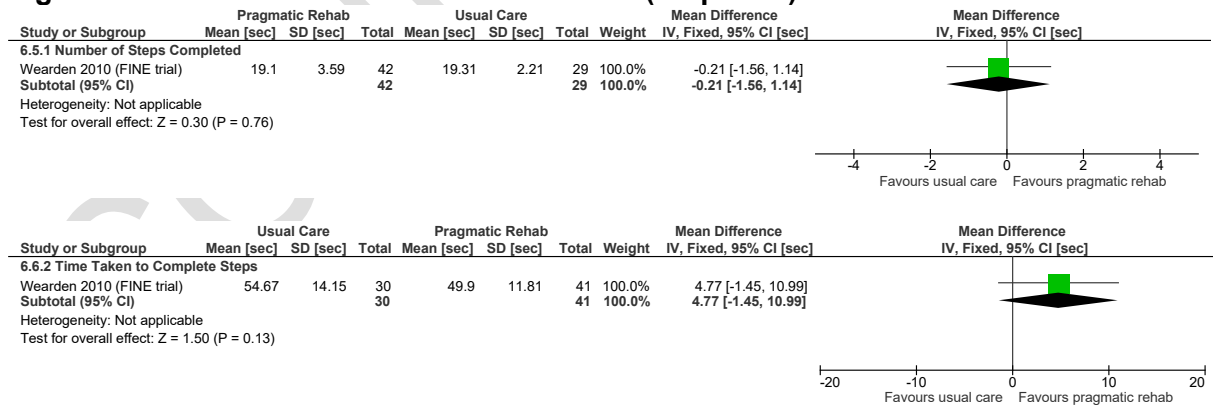 Pragmatic Rehab Usual Care Mean Difference Mean Difference
Study or Subgroup Mean [sec] SD [sec] Total Mean [sec] SD [sec] Total Weight IV, Fixed, 95% CI [sec] IV, Fixed, 95% CI [sec]
6.5.1 Number of Steps Completed
Wearden 2010 (FINE trial) 19.1 3.59 42 19.31 2.21 29 100.0% -0.21 [-1.56, 1.14]
Subtotal (95% CI) 42 29 100.0% -0.21 [-1.56, 1.14]
Heterogeneity: Not applicable
Test for overall effect: Z = 0.30 (P = 0.76)
-4 -2 0 2 4
Favours usual care Favours pragmatic rehab
Usual Care Pragmatic Rehab Mean Difference Mean Difference
Study or Subgroup Mean [sec] SD [sec] Total Mean [sec] SD [sec] Total Weight IV, Fixed, 95% CI [sec] IV, Fixed, 95% CI [sec]
6.6.2 Time Taken to Complete Steps
Wearden 2010 (FINE trial) 54.67 14.15 30 49.9 11.81 41 100.0% 4.77 [-1.45, 10.99]
Subtotal (95% CI) 30 41 100.0% 4.77 [-1.45, 10.99]
Heterogeneity: Not applicable
Test for overall effect: Z = 1.50 (P = 0.13)
-20 -10 0 10 20
Favours usual care Favours pragmatic rehab